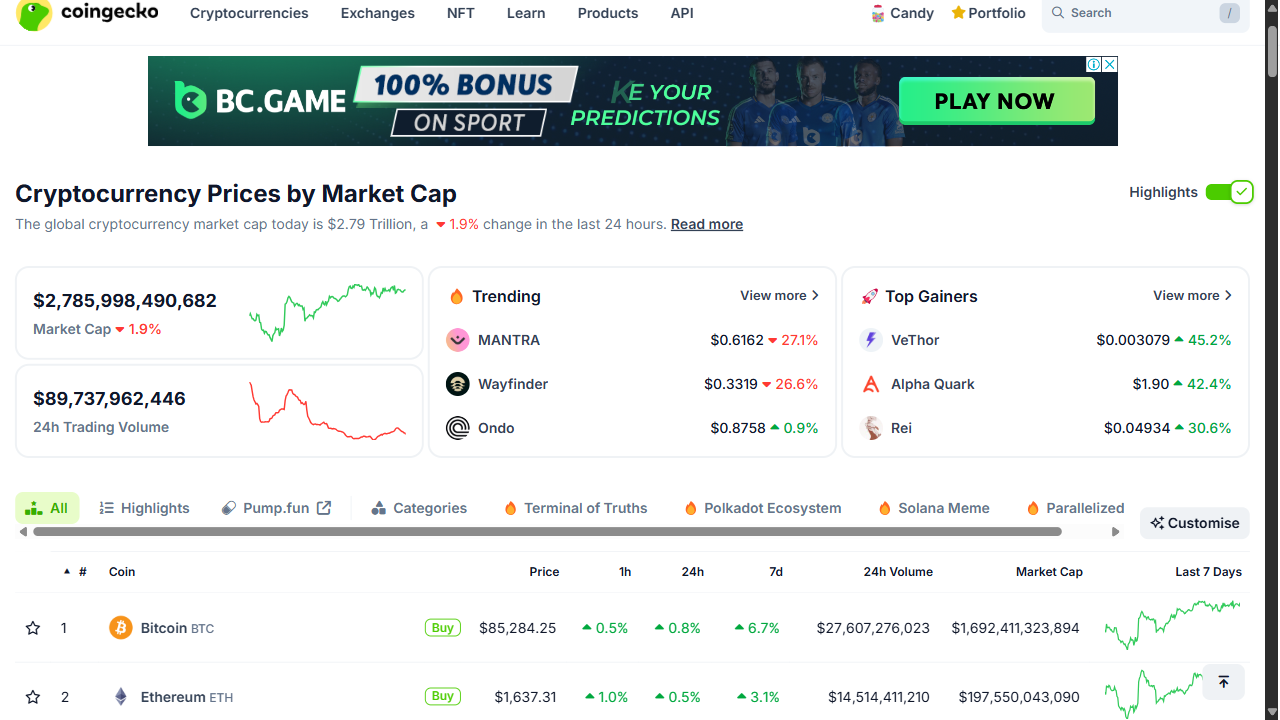 coingecko Cryptocurrencies Exchanges NFT Learn Products API Candy Portfolio Search /
BC.GAME 100% BONUS ON SPORT KE YOUR PREDICTIONS PLAY NOW
Cryptocurrency Prices by Market Cap
Highlights
The global cryptocurrency market cap today is $2.79 Trillion, a 1.9% change in the last 24 hours. Read more
$2,785,998,490,682
Market Cap 1.9%
$89,737,962,446
24h Trading Volume
Trending View more
MANTRA $0.6162 27.1%
Wayfinder $0.3319 26.6%
Ondo $0.8758 0.9%
Top Gainers View more
VeThor $0.003079 45.2%
Alpha Quark $1.90 42.4%
Rei $0.04934 30.6%
All Highlights Pump.fun Categories Terminal of Truths Polkadot Ecosystem Solana Meme Parallelized
Customise
# Coin Price 1h 24h 7d 24h Volume Market Cap Last 7 Days
1 Bitcoin BTC Buy $85,284.25 0.5% 0.8% 6.7% $27,607,276,023 $1,692,411,323,894
2 Ethereum ETH Buy $1,637.31 1.0% 0.5% 3.1% $14,514,411,210 $197,550,043,090